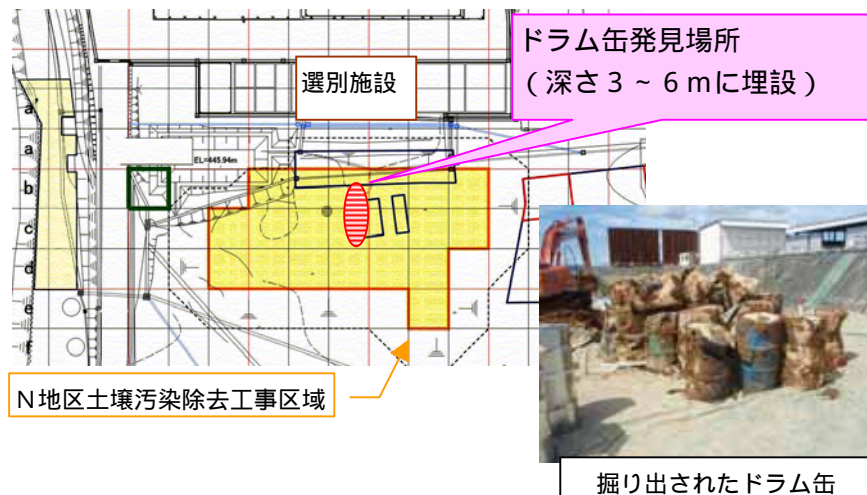 ドラム缶発見場所
（深さ３～６ｍに埋設）
選別施設
a
a
EL=445.94m
b
c
d
e
f
Ｎ地区土壌汚染除去工事区域
掘り出されたドラム缶